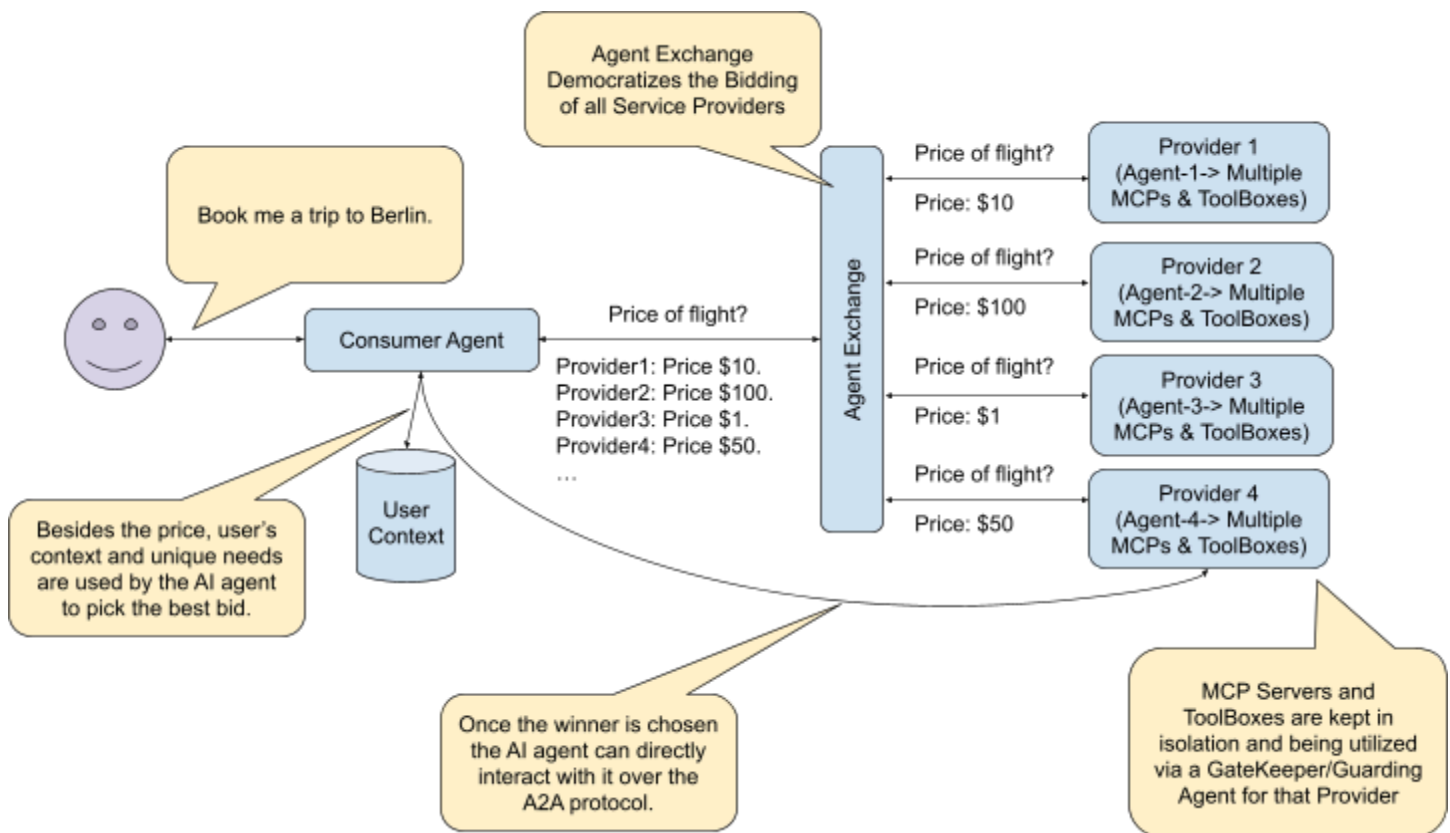 Agent Exchange
Democratizes the Bidding
of all Service Providers
Book me a trip to Berlin.
Consumer Agent
Price of flight?
Provider1: Price $10.
Provider2: Price $100.
Provider3: Price $1.
Provider4: Price $50.
...
User
Context
Agent Exchange
Price of flight?
Price: $10
Provider 1
(Agent-1-> Multiple
MCPs & ToolBoxes)
Price of flight?
Price: $100
Provider 2
(Agent-2-> Multiple
MCPs & ToolBoxes)
Price of flight?
Price: $1
Provider 3
(Agent-3-> Multiple
MCPs & ToolBoxes)
Price of flight?
Price: $50
Provider 4
(Agent-4-> Multiple
MCPs & ToolBoxes)
Besides the price, user's
context and unique needs
are used by the AI agent
to pick the best bid.
Once the winner is chosen
the AI agent can directly
interact with it over the
A2A protocol.
MCP Servers and
ToolBoxes are kept in
isolation and being utilized
via a GateKeeper/Guarding
Agent for that Provider